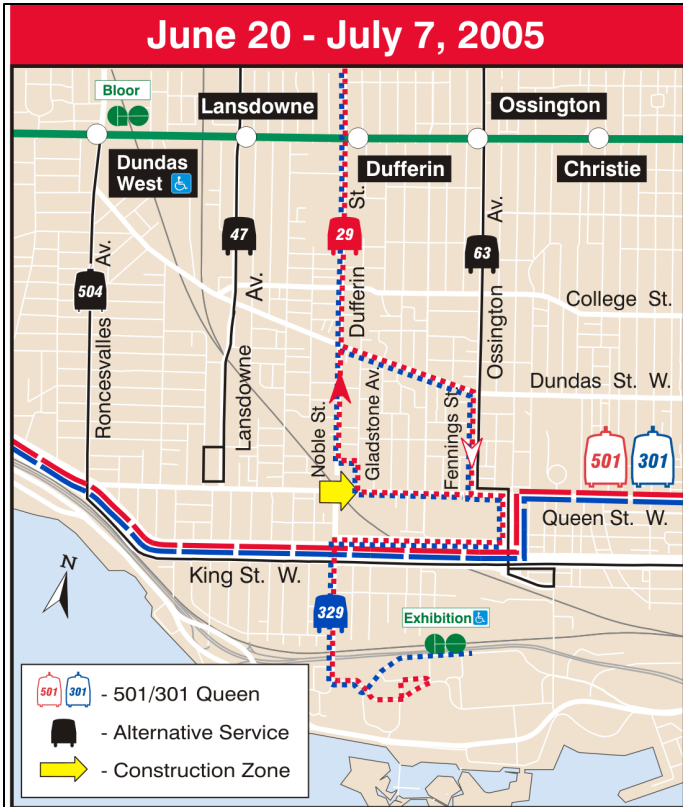 June 20 - July 7, 2005
Bloor
Lansdowne
Ossington
Dundas
West
Dufferin
Christie
St.
Av.
Av.
47
29
63
Av.
504
College St.
Dufferin
Ossington
Roncesvalles
Lansdowne
Dundas St. W.
Noble St.
Gladstone Av.
Fennings St.
501
301
Queen St. W.
N
King St. W.
329
Exhibition
501 301 - 501/301 Queen
- Alternative Service
- Construction Zone